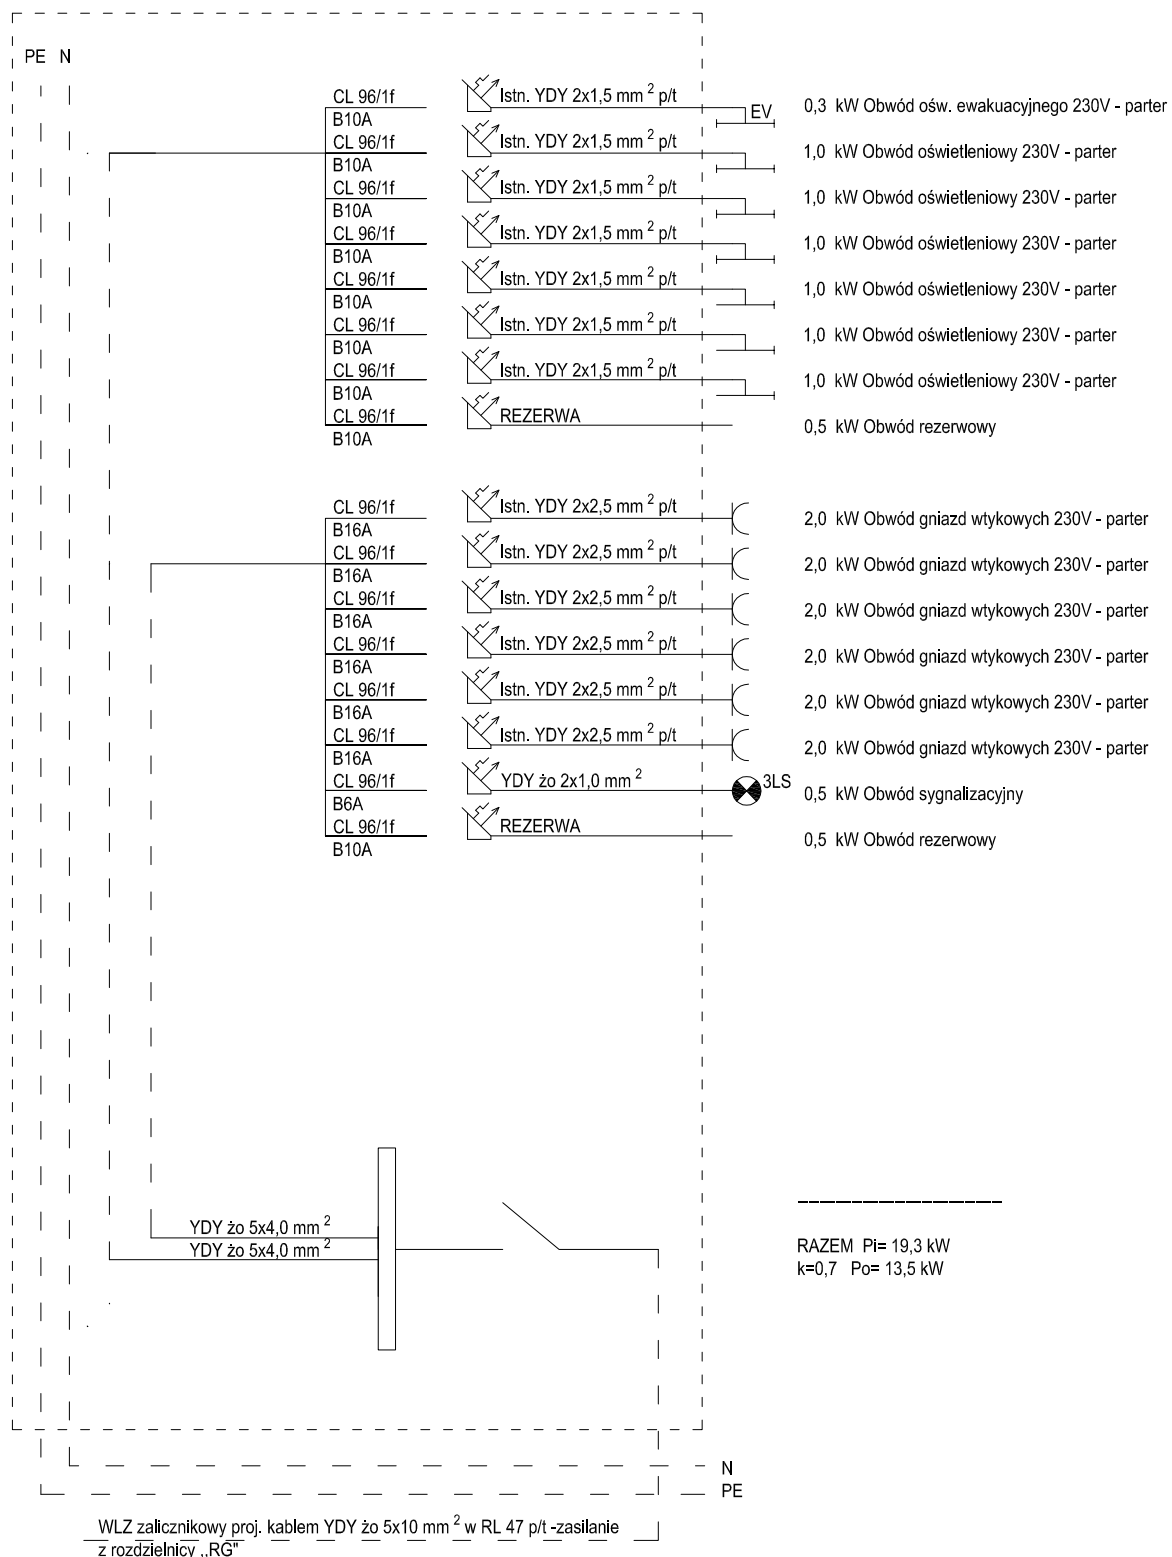 PE N
CL 96/1f Istn. YDY 2x1,5 mm 2 p/t
B10A EV 0,3 kW Obwód ośw. ewakuacyjnego 230V - parter
CL 96/1f Istn. YDY 2x1,5 mm 2 p/t
B10A 1,0 kW Obwód oświetleniowy 230V - parter
CL 96/1f Istn. YDY 2x1,5 mm 2 p/t
B10A 1,0 kW Obwód oświetleniowy 230V - parter
CL 96/1f Istn. YDY 2x1,5 mm 2 p/t
B10A 1,0 kW Obwód oświetleniowy 230V - parter
CL 96/1f Istn. YDY 2x1,5 mm 2 p/t
B10A 1,0 kW Obwód oświetleniowy 230V - parter
CL 96/1f Istn. YDY 2x1,5 mm 2 p/t
B10A 1,0 kW Obwód oświetleniowy 230V - parter
CL 96/1f Istn. YDY 2x1,5 mm 2 p/t
B10A 1,0 kW Obwód oświetleniowy 230V - parter
CL 96/1f REZERWA
B10A 0,5 kW Obwód rezerwowy
CL 96/1f Istn. YDY 2x2,5 mm 2 p/t
B16A 2,0 kW Obwód gniazd wtykowych 230V - parter
CL 96/1f Istn. YDY 2x2,5 mm 2 p/t
B16A 2,0 kW Obwód gniazd wtykowych 230V - parter
CL 96/1f Istn. YDY 2x2,5 mm 2 p/t
B16A 2,0 kW Obwód gniazd wtykowych 230V - parter
CL 96/1f Istn. YDY 2x2,5 mm 2 p/t
B16A 2,0 kW Obwód gniazd wtykowych 230V - parter
CL 96/1f Istn. YDY 2x2,5 mm 2 p/t
B16A 2,0 kW Obwód gniazd wtykowych 230V - parter
CL 96/1f Istn. YDY 2x2,5 mm 2 p/t
B16A 2,0 kW Obwód gniazd wtykowych 230V - parter
CL 96/1f YDY żo 2x1,0 mm 2 3LS
B6A 0,5 kW Obwód sygnalizacyjny
CL 96/1f REZERWA
B10A 0,5 kW Obwód rezerwowy
YDY żo 5x4,0 mm 2
YDY żo 5x4,0 mm 2
RAZEM Pi= 19,3 kW
k=0,7 Po= 13,5 kW
N
PE
WLZ zalicznikowy proj. kablem YDY żo 5x10 mm 2 w RL 47 p/t -zasilanie
z rozdzielnicy ,,RG"